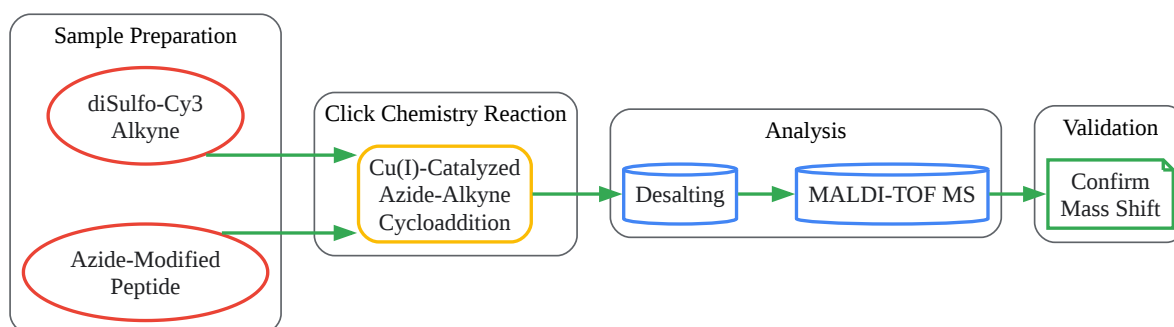 Sample Preparation
diSulfo-Cy3
Alkyne
Azide-Modified
Peptide
Click Chemistry Reaction
Cu(I)-Catalyzed
Azide-Alkyne
Cycloaddition
Analysis
Desalting
MALDI-TOF MS
Validation
Confirm
Mass Shift